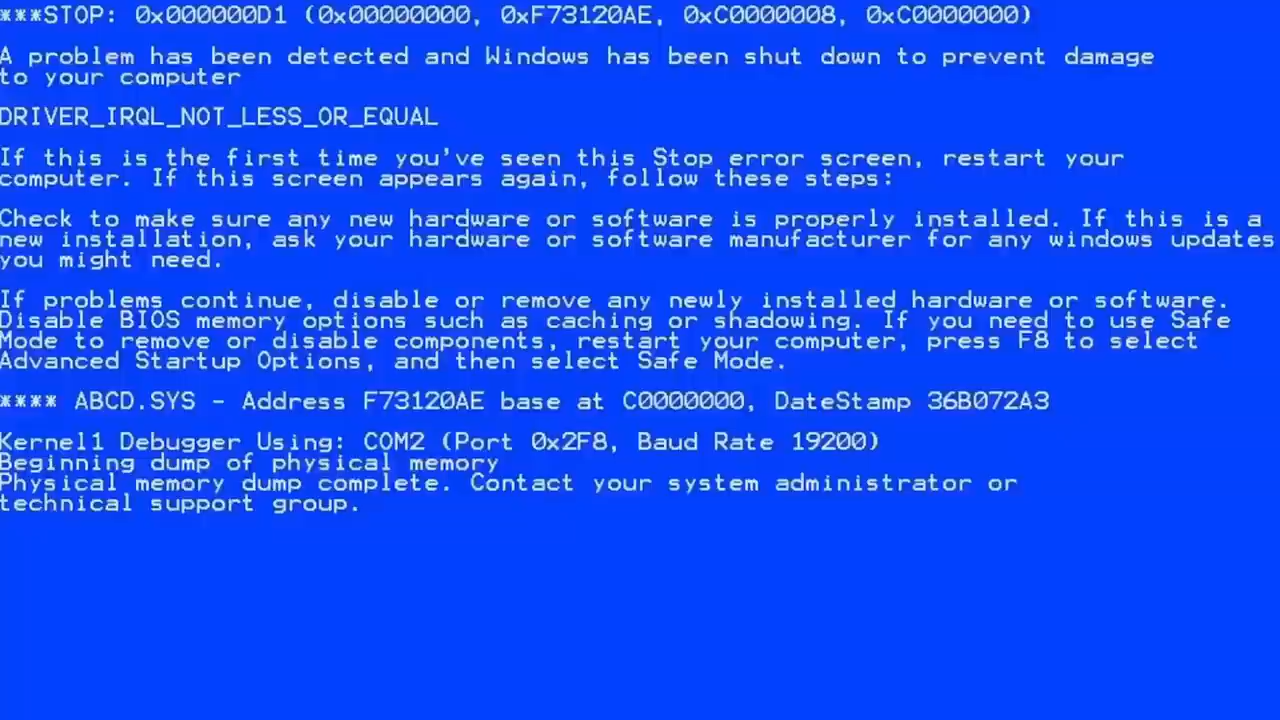 ***STOP: 0x000000D1 (0x00000000, 0xF73120AE, 0xC0000008, 0xC0000000)
A problem has been detected and Windows has been shut down to prevent damage
to your computer
DRIVER_IRQL_NOT_LESS_OR_EQUAL
If this is the first time you've seen this Stop error screen, restart your
computer. If this screen appears again, follow these steps:
Check to make sure any new hardware or software is properly installed. If this is a
new installation, ask your hardware or software manufacturer for any windows updates
you might need.
If problems continue, disable or remove any newly installed hardware or software.
Disable BIOS memory options such as caching or shadowing. If you need to use Safe
Mode to remove or disable components, restart your computer, press F8 to select
Advanced Startup Options, and then select Safe Mode.
**** ABCD.SYS - Address F73120AE base at C0000000, DateStamp 36B072A3
Kernel1 Debugger Using: COM2 (Port 0x2F8, Baud Rate 19200)
Beginning dump of physical memory
Physical memory dump complete. Contact your system administrator or
technical support group.